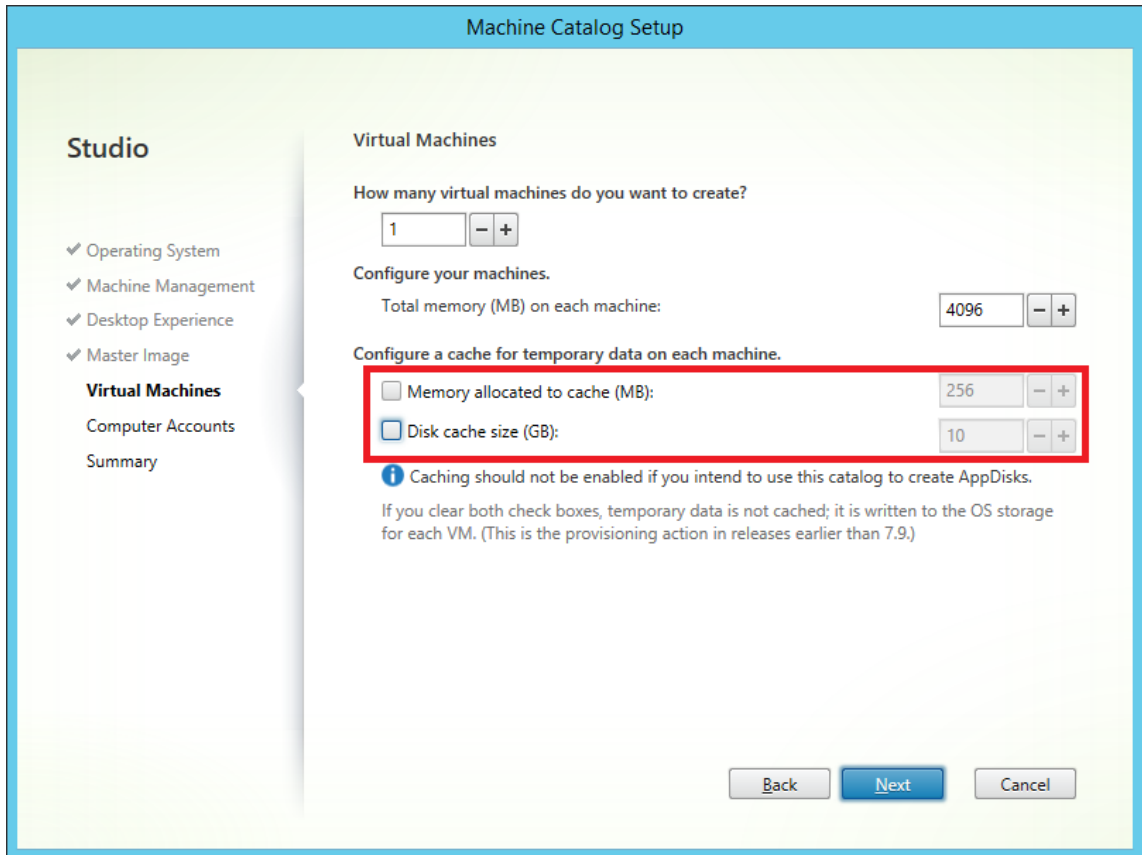 Machine Catalog Setup
Studio
Operating System
Machine Management
Desktop Experience
Master Image
Virtual Machines
Computer Accounts
Summary
Virtual Machines
How many virtual machines do you want to create?
1 - +
Configure your machines.
Total memory (MB) on each machine: 4096 - +
Configure a cache for temporary data on each machine.
Memory allocated to cache (MB): 256 - +
Disk cache size (GB): 10 - +
Caching should not be enabled if you intend to use this catalog to create AppDisks.
If you clear both check boxes, temporary data is not cached; it is written to the OS storage
for each VM. (This is the provisioning action in releases earlier than 7.9.)
Back Next Cancel